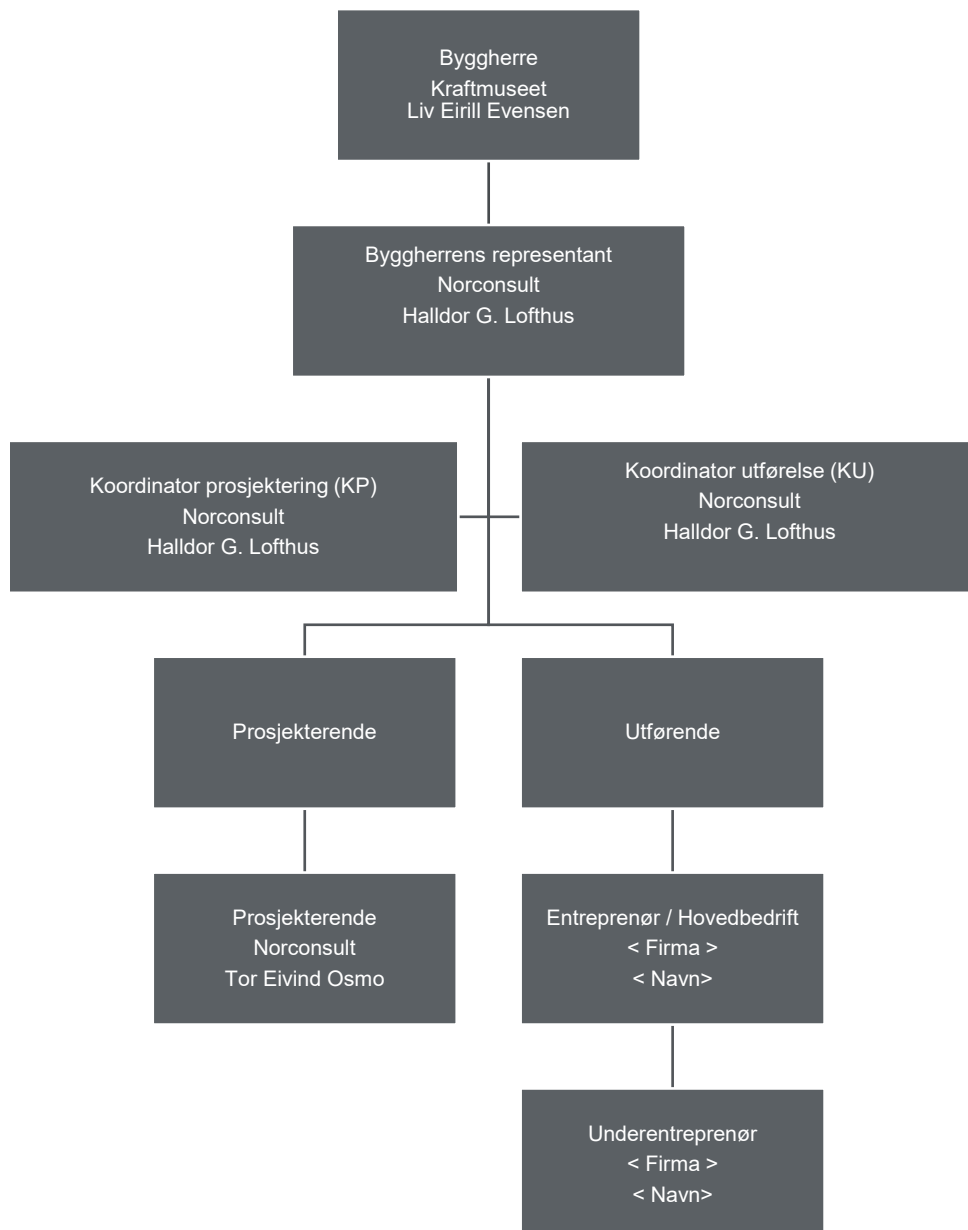 Byggherre
Kraftmuseet
Liv Eirill Evensen
Byggherrens representant
Norconsult
Halldor G. Lofthus
Koordinator prosjektering (KP)
Norconsult
Halldor G. Lofthus
Koordinator utførelse (KU)
Norconsult
Halldor G. Lofthus
Prosjekterende
Utførende
Prosjekterende
Norconsult
Tor Eivind Osmo
Entreprenør / Hovedbedrift
< Firma >
< Navn>
Underentreprenør
< Firma >
< Navn>